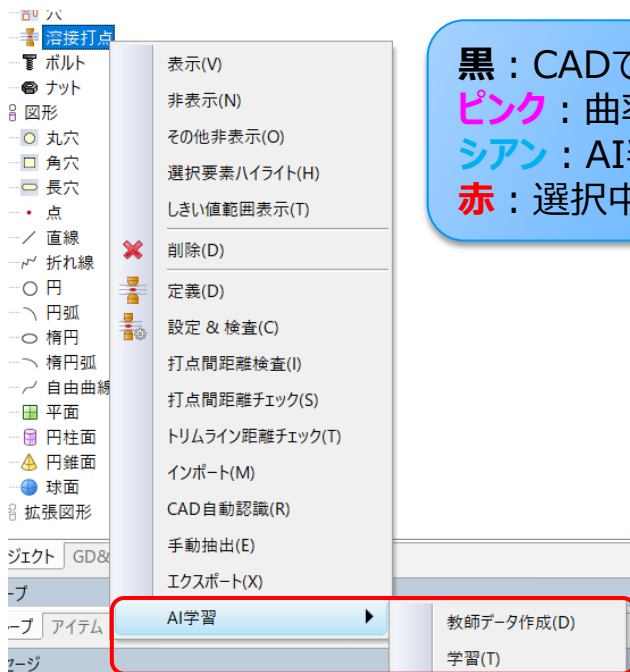 穴
溶接打点
ボルト
ナット
図形
丸穴
角穴
長穴
点
直線
折れ線
円
円弧
楕円
楕円弧
自由曲線
平面
円柱面
円錐面
球面
拡張図形
ジェクト GD&
ープ
ープ アイテム
セージ
表示(V)
非表示(N)
その他非表示(O)
選択要素ハイライト(H)
しきい値範囲表示(T)
削除(D)
定義(D)
設定 & 検査(C)
打点間距離検査(I)
打点間距離チェック(S)
トリムライン距離チェック(T)
インポート(M)
CAD自動認識(R)
手動抽出(E)
エクスポート(X)
AI学習
教師データ作成(D)
学習(T)
黒：CADで
ピンク：曲率
シアン：AI
赤：選択中